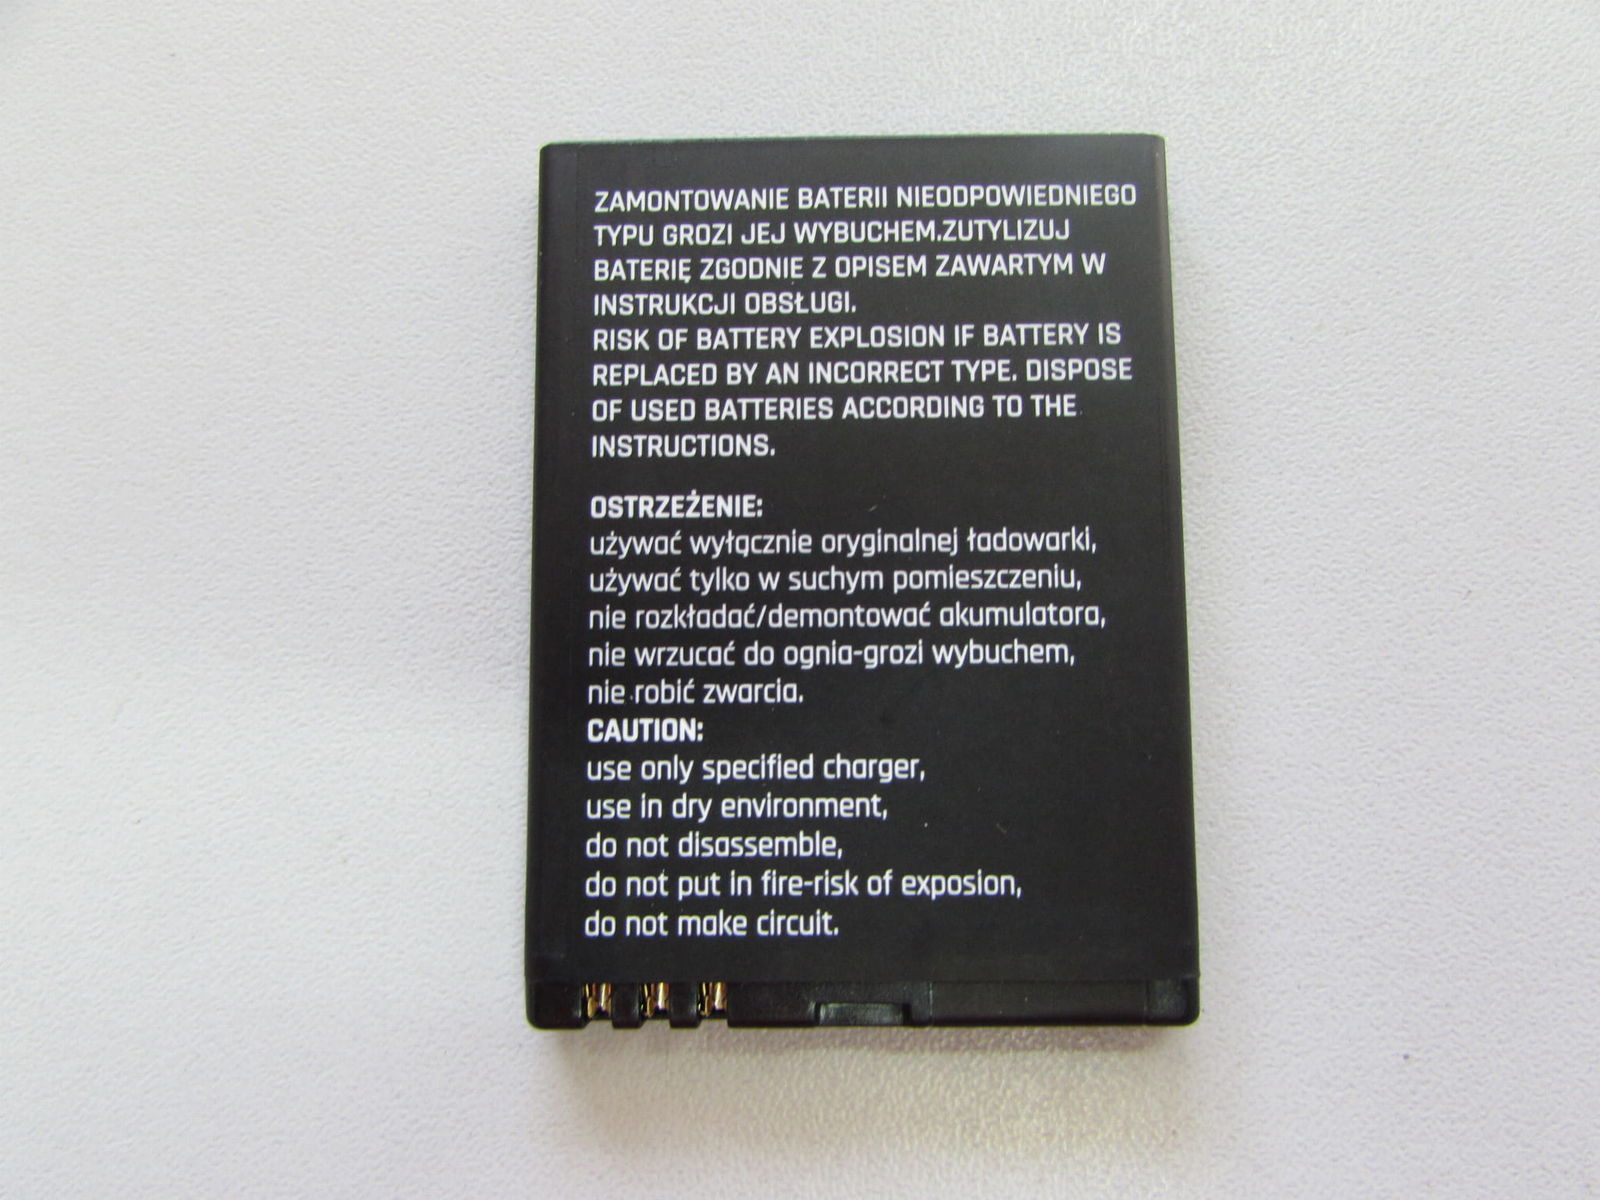 ZAMONTOWANIE BATERII NIEODPOWIEDNIEGO
TYPU GROZI JEJ WYBUCHEM.ZUTYLIZUJ
BATERIĘ ZGODNIE Z OPISEM ZAWARTYM W
INSTRUKCJI OBSŁUGI.
RISK OF BATTERY EXPLOSION IF BATTERY IS
REPLACED BY AN INCORRECT TYPE. DISPOSE
OF USED BATTERIES ACCORDING TO THE
INSTRUCTIONS.
OSTRZEŻENIE:
używać wyłącznie oryginalnej ładowarki,
używać tylko w suchym pomieszczeniu,
nie rozkładać/demontować akumulatora,
nie wrzucać do ognia-grozi wybuchem,
nie robić zwarcia.
CAUTION:
use only specified charger,
use in dry environment,
do not disassemble,
do not put in fire-risk of exposion,
do not make circuit.